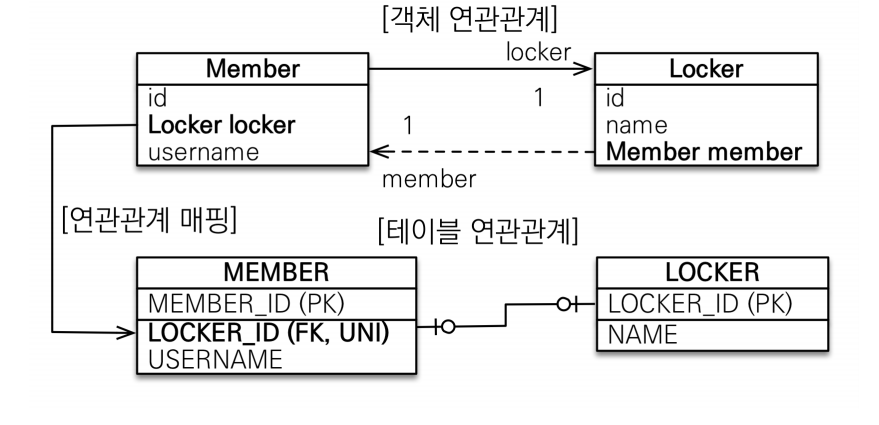 [객체 연관관계]
locker
Member
id
Locker locker
username
1
1
member
Locker
id
name
Member member
[연관관계 매핑]
[테이블 연관관계]
MEMBER
MEMBER_ID (PK)
LOCKER_ID (FK, UNI)
USERNAME
LOCKER
LOCKER_ID (PK)
NAME